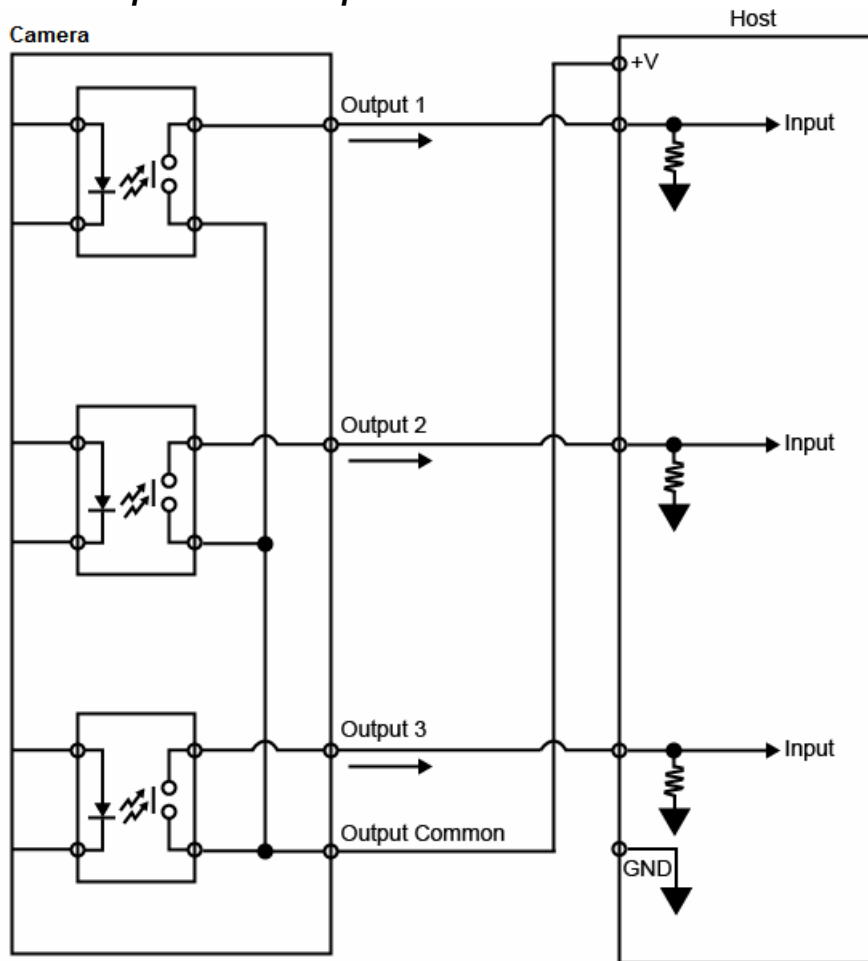 Host
Camera
+V
Output 1
Input
Output 2
Input
Output 3
Input
Output Common
GND